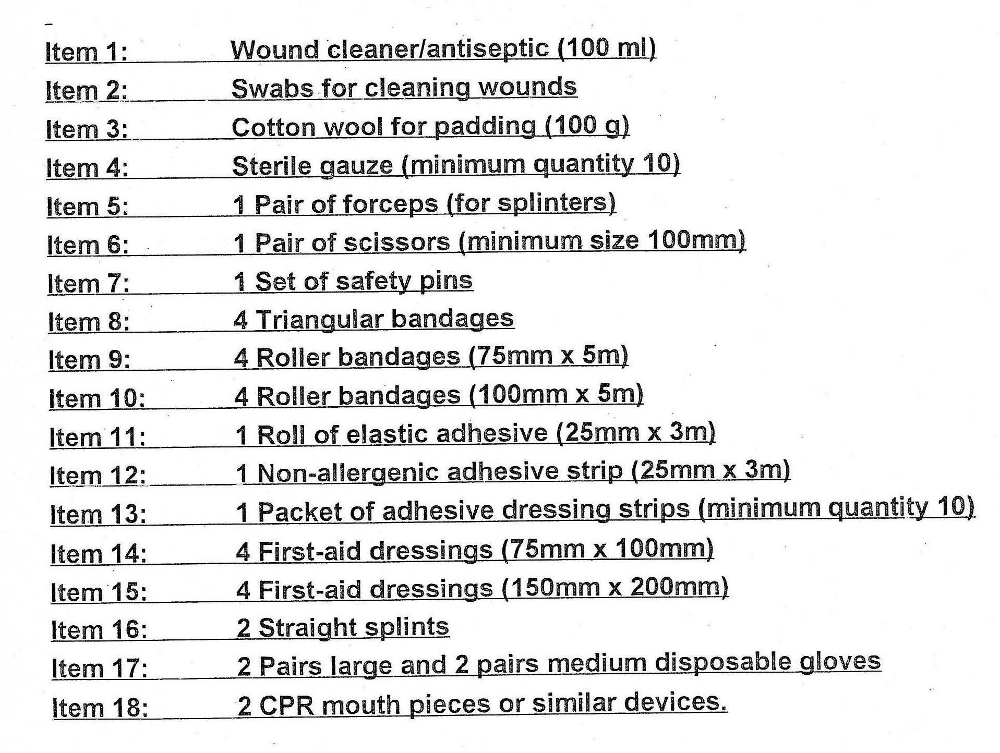 Item 1: Wound cleaner/antiseptic (100 ml)
Item 2: Swabs for cleaning wounds
Item 3: Cotton wool for padding (100 g)
Item 4: Sterile gauze (minimum quantity 10)
Item 5: 1 Pair of forceps (for splinters)
Item 6: 1 Pair of scissors (minimum size 100mm)
Item 7: 1 Set of safety pins
Item 8: 4 Triangular bandages
Item 9: 4 Roller bandages (75mm x 5m)
Item 10: 4 Roller bandages (100mm x 5m)
Item 11: 1 Roll of elastic adhesive (25mm x 3m)
Item 12: 1 Non-allergenic adhesive strip (25mm x 3m)
Item 13: 1 Packet of adhesive dressing strips (minimum quantity 10)
Item 14: 4 First-aid dressings (75mm x 100mm)
Item 15: 4 First-aid dressings (150mm x 200mm)
Item 16: 2 Straight splints
Item 17: 2 Pairs large and 2 pairs medium disposable gloves
Item 18: 2 CPR mouth pieces or similar devices.